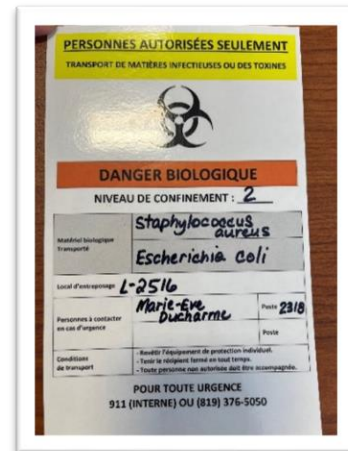 PERSONNES AUTORISÉES SEULEMENT
TRANSPORT DE MATIÈRES INFECTIEUSES OU DES TOXINES
DANGER BIOLOGIQUE
NIVEAU DE CONFINEMENT : 2
Matériel biologique
Transporté
Staphylococcus
aureus
Escherichia coli
Local d'entreposage L-2516
Personnes à contacter
en cas d'urgence
Marie-Eve
Ducharme
Poste 2318
Poste
Conditions
de transport
- Revêtir l'équipement de protection individuel.
- Tenir le récipient fermé en tout temps.
- Toute personne non autorisée doit être accompagnée.
POUR TOUTE URGENCE
911 (INTERNE) OU (819) 376-5050